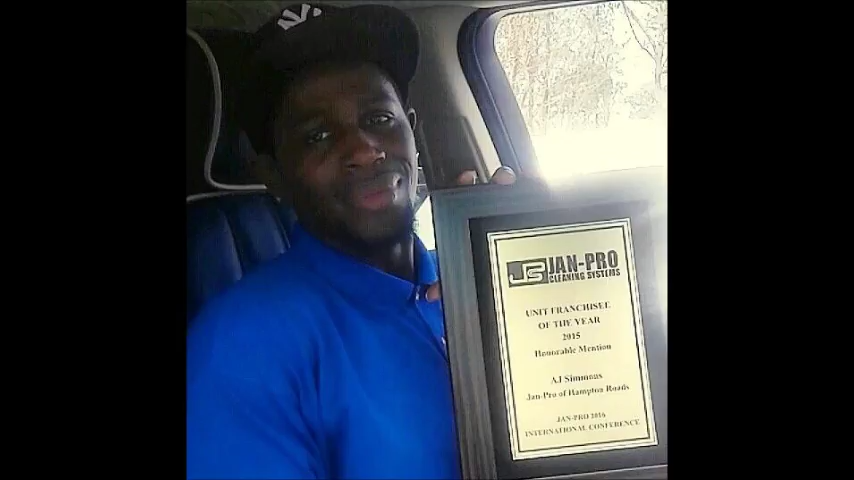 JAN-PRO
CLEANING SYSTEMS
UNIT FRANCHISEE
OF THE YEAR
2015
Honorable Mention
AJ Simmons
Jan-Pro of Hampton Roads
JAN-PRO 2016
INTERNATIONAL CONFERENCE